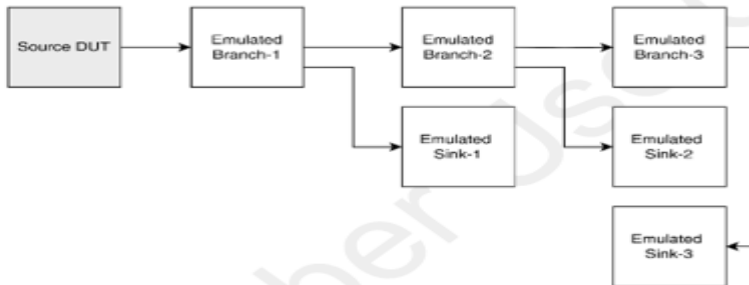 Source DUT
Emulated
Branch-1
Emulated
Branch-2
Emulated
Branch-3
Emulated
Sink-1
Emulated
Sink-2
Emulated
Sink-3